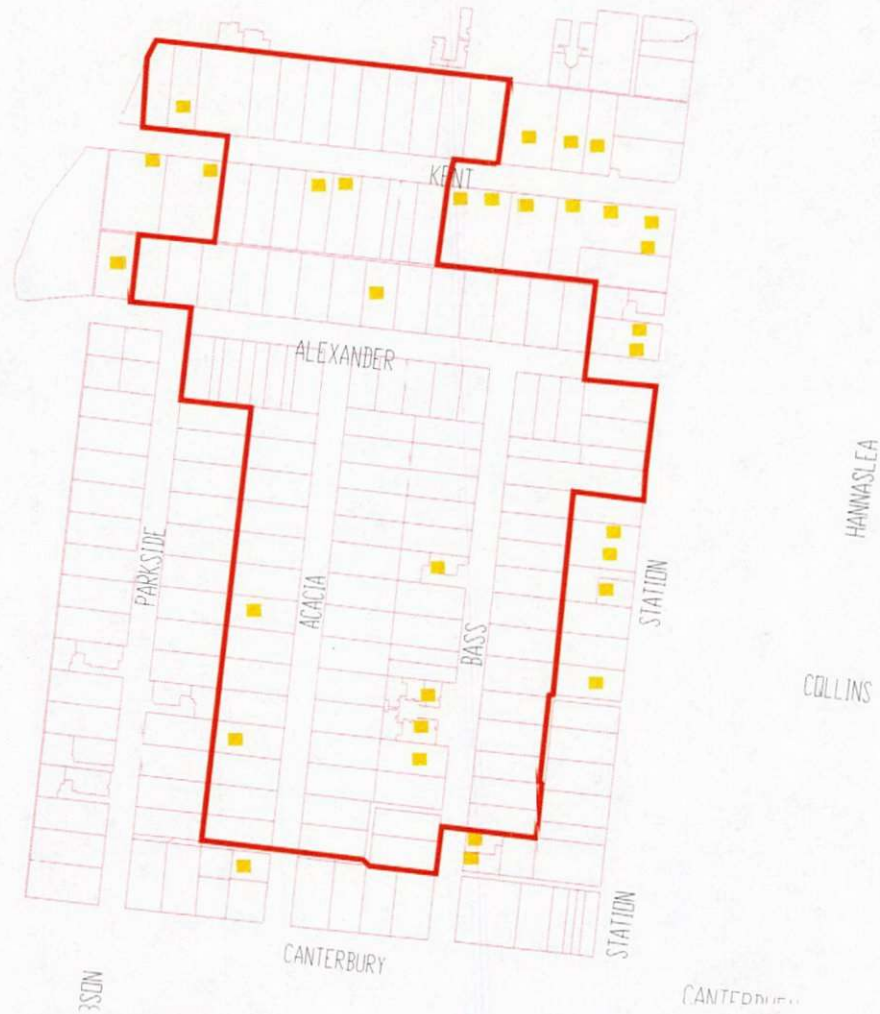 KENT
ALEXANDER
HANNASLEA
PARKSIDE
ACACIA
STATION
BASS
COLLINS
STATION
CANTERBURY